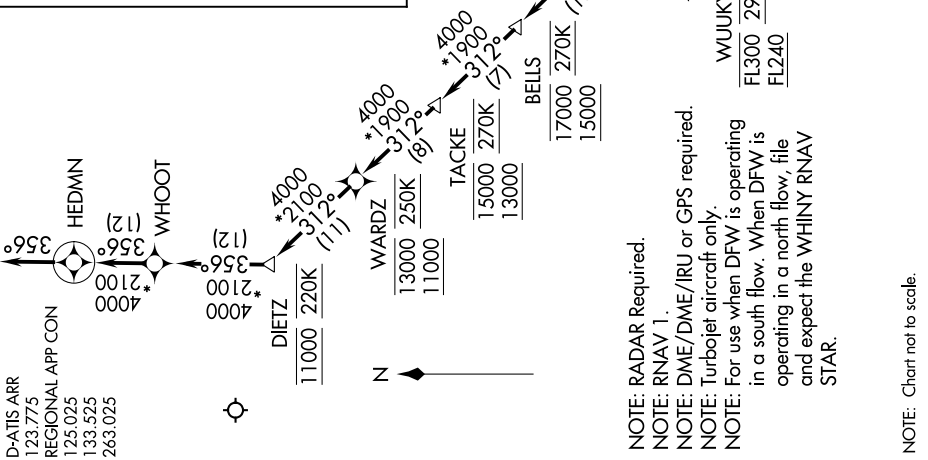 D-ATIS ARR
123.775
REGIONAL APP CON
125.025
133.525
263.025
356°
HEDMN
356°
(12)
*2100
4000
WHOOT
356°
(12)
*2100
4000
DIETZ
11000 220K
4000
*2100
312°
(11)
WARDZ
13000 250K
11000
4000
*1900
312°
(8)
TACKE
15000 270K
13000
4000
*1900
312°
(7)
BELLS
17000 270K
15000
N
NOTE: RADAR Required.
NOTE: RNAV 1.
NOTE: DME/DME/IRU or GPS required.
NOTE: Turbojet aircraft only.
NOTE: For use when DFW is operating
in a south flow. When DFW is
operating in a north flow, file
and expect the WHINY RNAV
STAR.
FL300
FL240
NOTE: Chart not to scale.